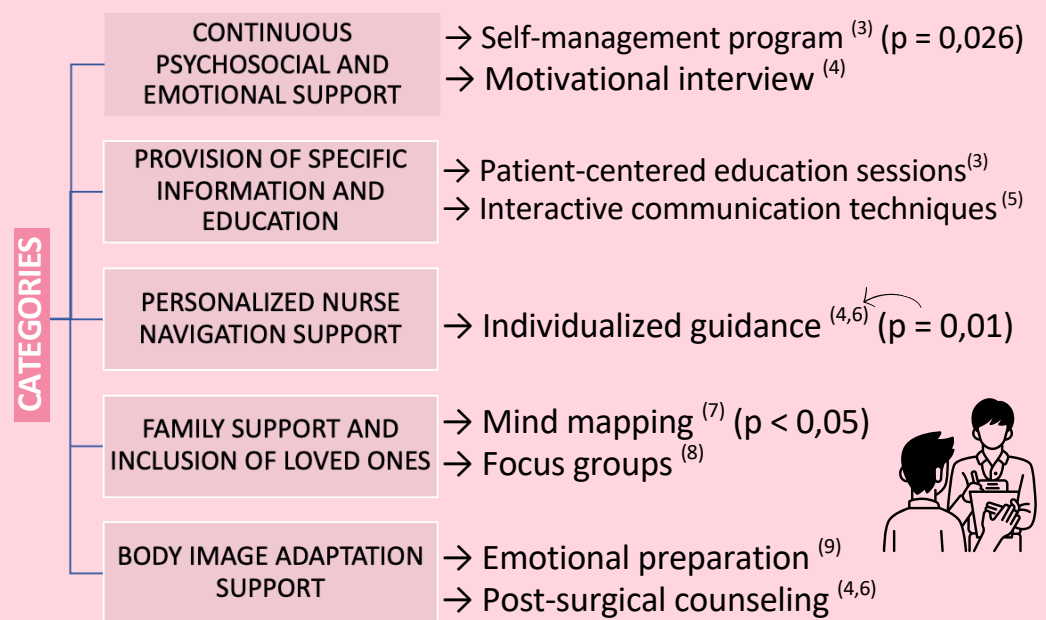 CATEGORIES
CONTINUOUS
PSYCHOSOCIAL AND
EMOTIONAL SUPPORT
→ Self-management program (3) (p = 0,026)
→ Motivational interview (4)
PROVISION OF SPECIFIC
INFORMATION AND
EDUCATION
→ Patient-centered education sessions(3)
→ Interactive communication techniques (5)
PERSONALIZED NURSE
NAVIGATION SUPPORT
→ Individualized guidance (4,6) (p = 0,01)
FAMILY SUPPORT AND
INCLUSION OF LOVED ONES
→ Mind mapping (7) (p < 0,05)
→ Focus groups (8)
BODY IMAGE ADAPTATION
SUPPORT
→ Emotional preparation (9)
→ Post-surgical counseling (4,6)